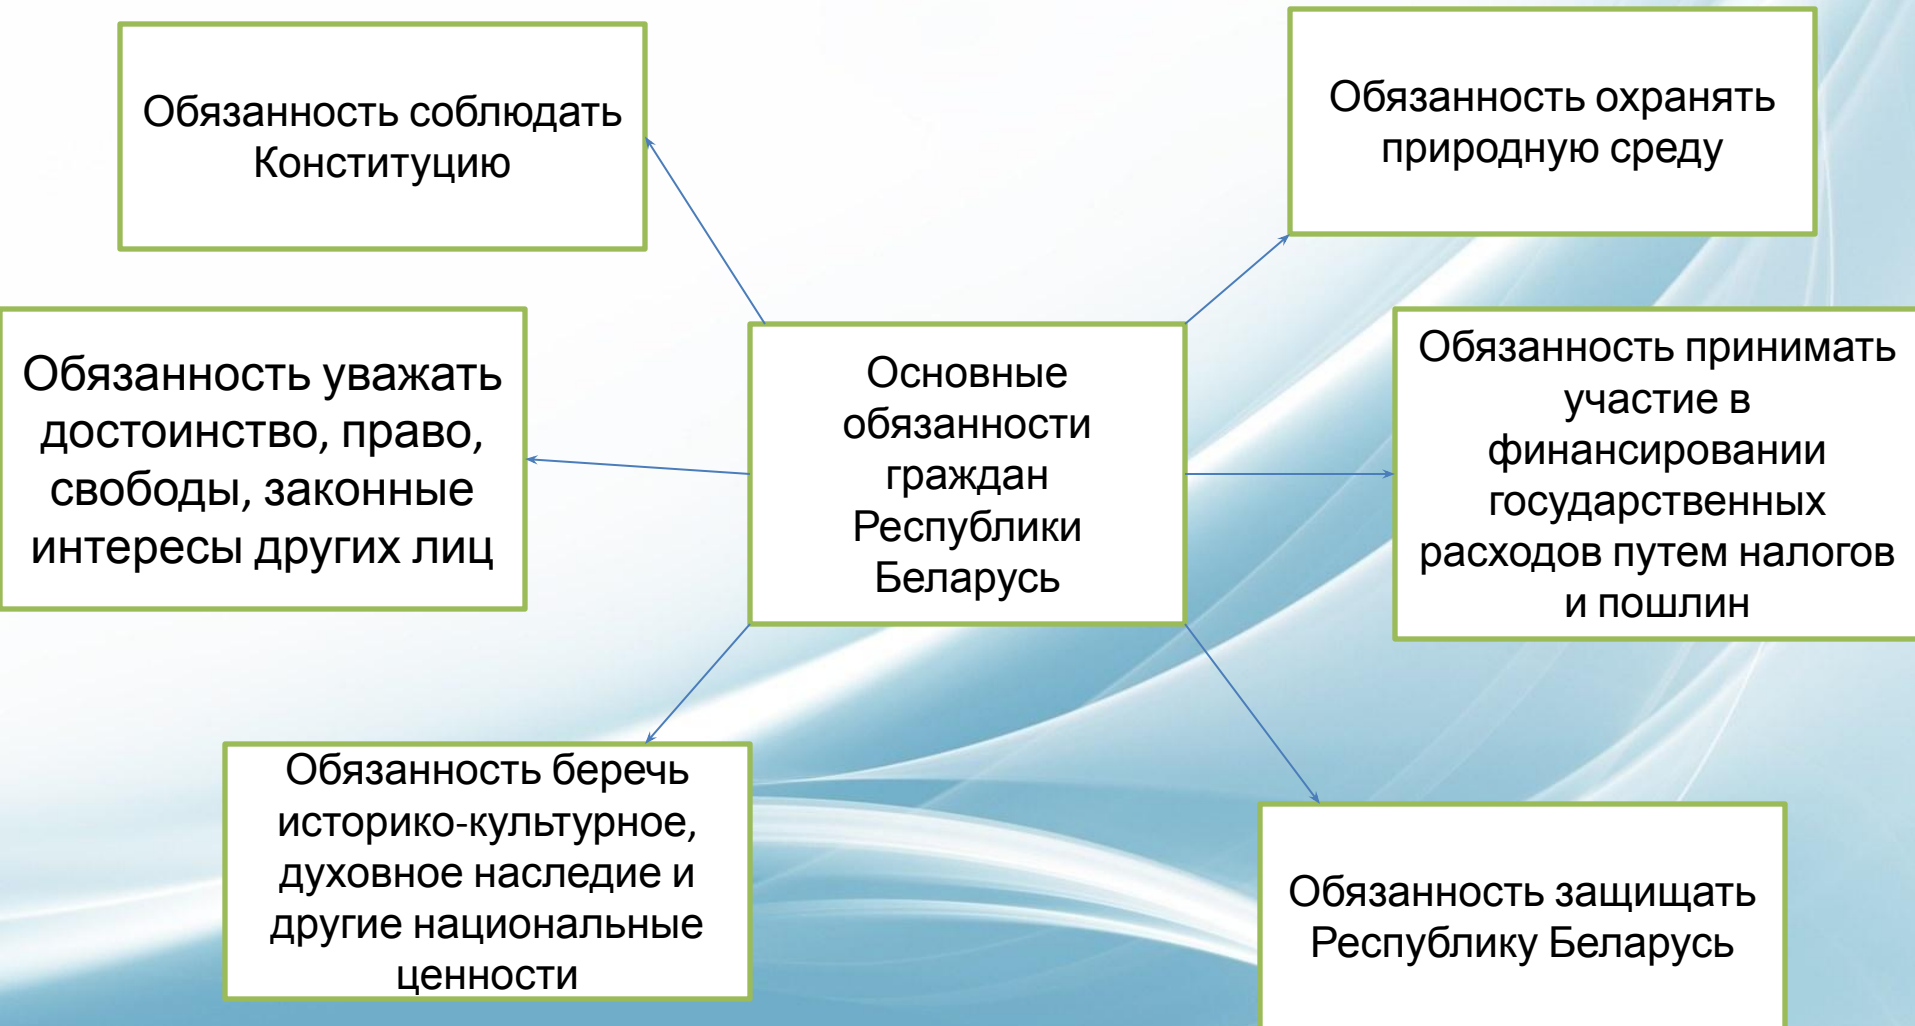 Обязанность соблюдать
Конституцию
Обязанность охранять
природную среду
Обязанность уважать
достоинство, право,
свободы, законные
интересы других лиц
Основные
обязанности
граждан
Республики
Беларусь
Обязанность принимать
участие в
финансировании
государственных
расходов путем налогов
и пошлин
Обязанность беречь
историко-культурное,
духовное наследие и
другие национальные
ценности
Обязанность защищать
Республику Беларусь